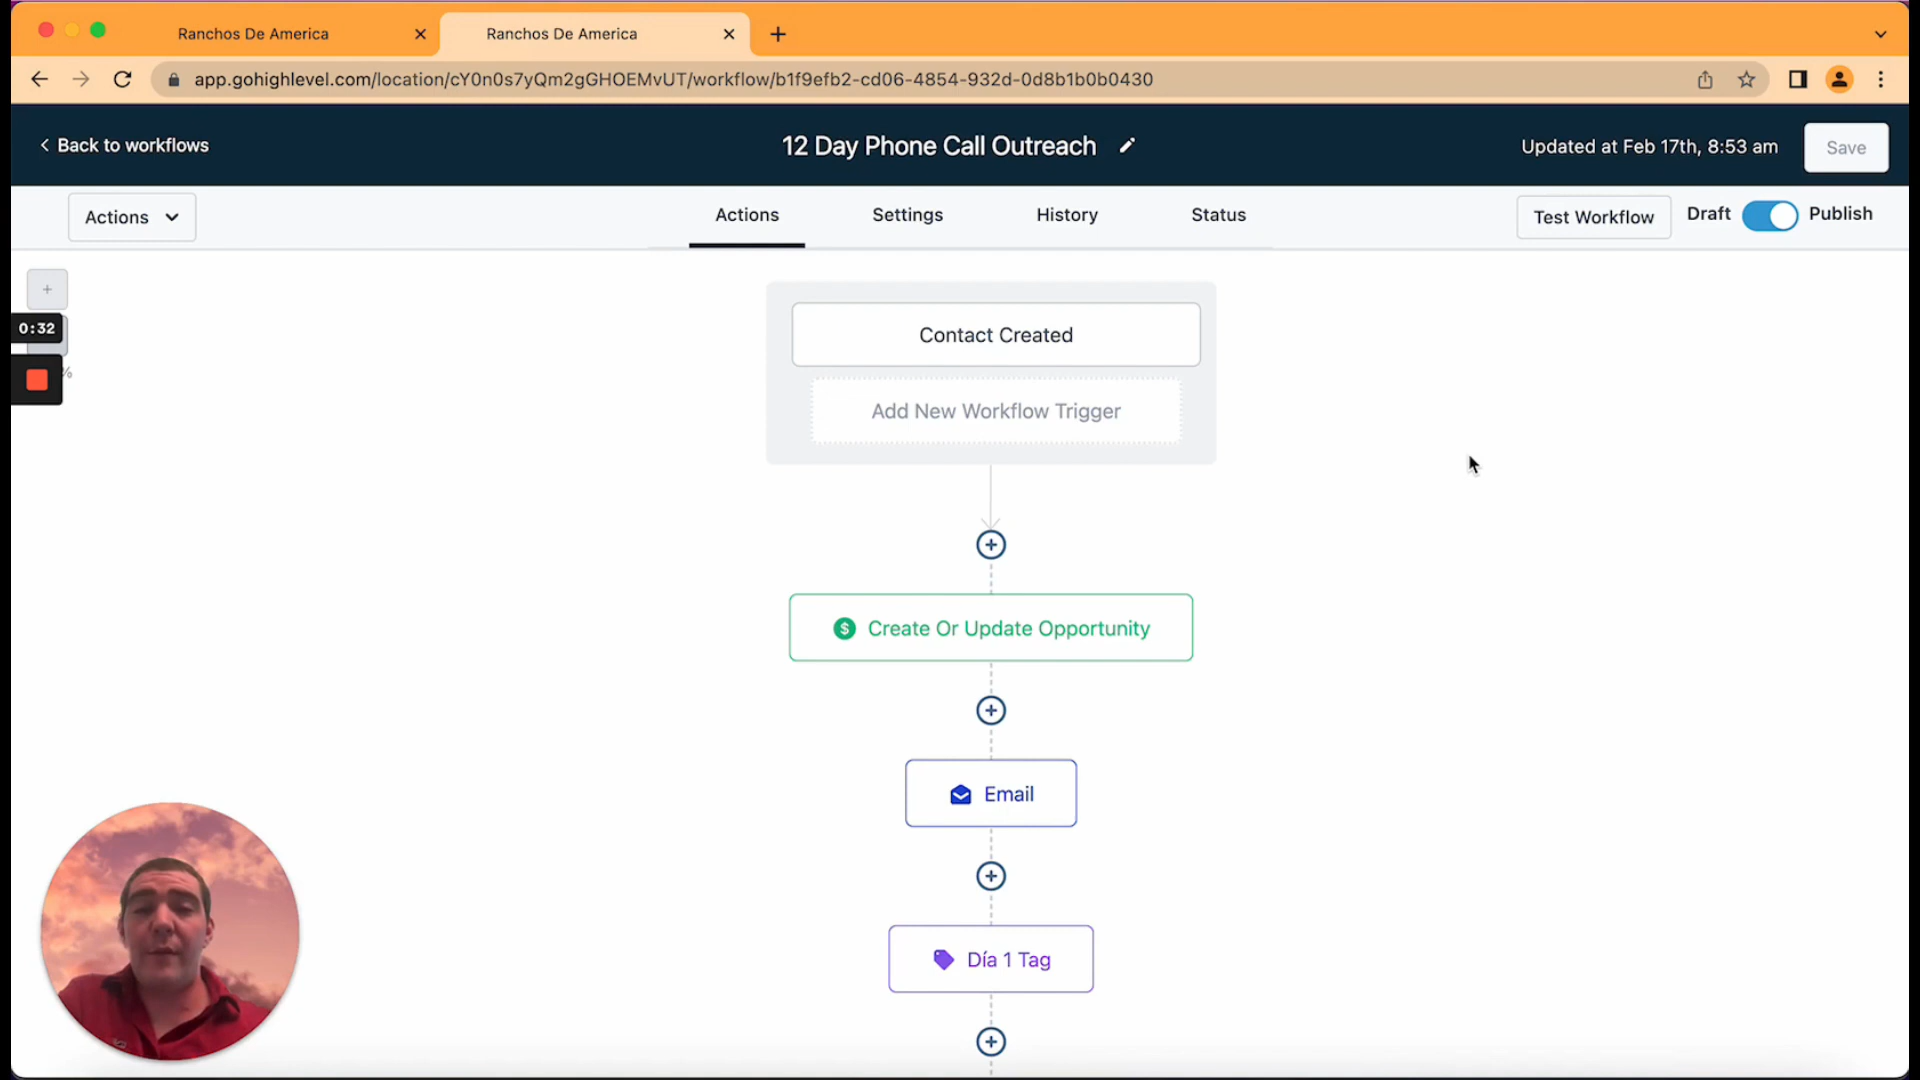 Ranchos De America
Ranchos De America
app.gohighlevel.com/location/cY0n0s7yQm2gGHOEMvUT/workflow/b1f9efb2-cd06-4854-932d-0d8b1b0b0430
Back to workflows
12 Day Phone Call Outreach
Updated at Feb 17th, 8:53 am
Save
Actions
Actions
Settings
History
Status
Test Workflow
Draft
Publish
0:32
%
Contact Created
Add New Workflow Trigger
Create Or Update Opportunity
Email
Día 1 Tag